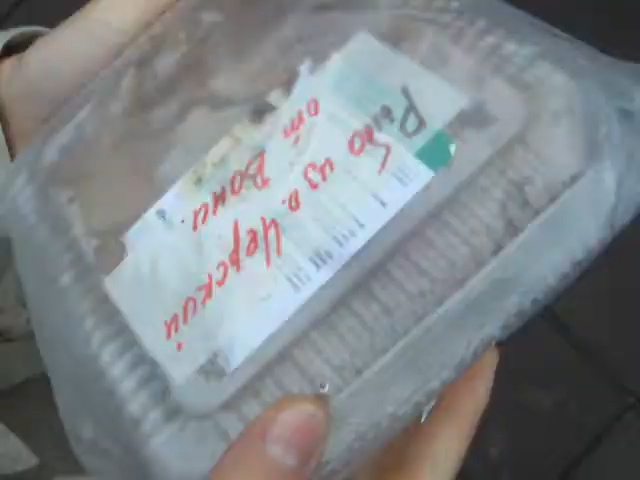 Рыба из п. Черский
от Вани.